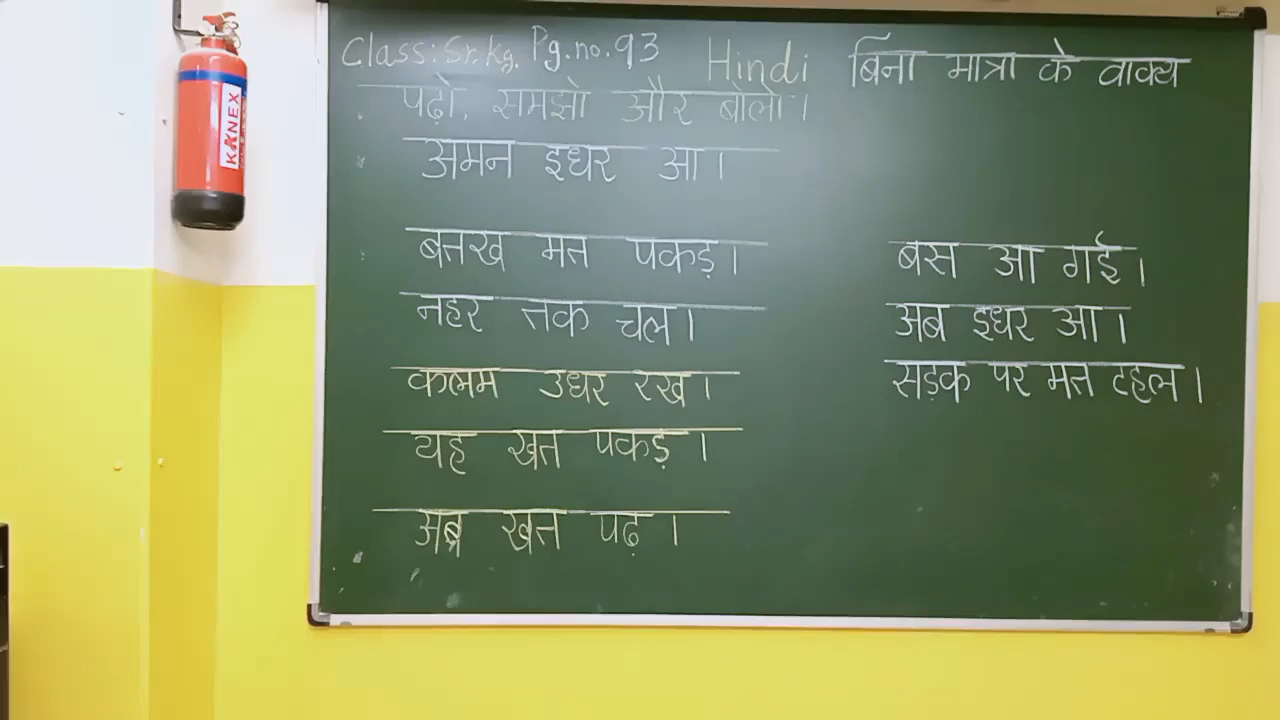 KANEX
Class: Sr.kg. Pg.no.93 Hindi बिना मात्रा के वाक्य
पढ़ो, समझो और बोलो।
अमन इधर आ।
बतख मत पकड़।
नहर तक चल।
कलम उधर रख।
यह खत पकड़।
अब खत पढ़।
बस आ गई।
अब इधर आ।
सड़क पर मत टहल।